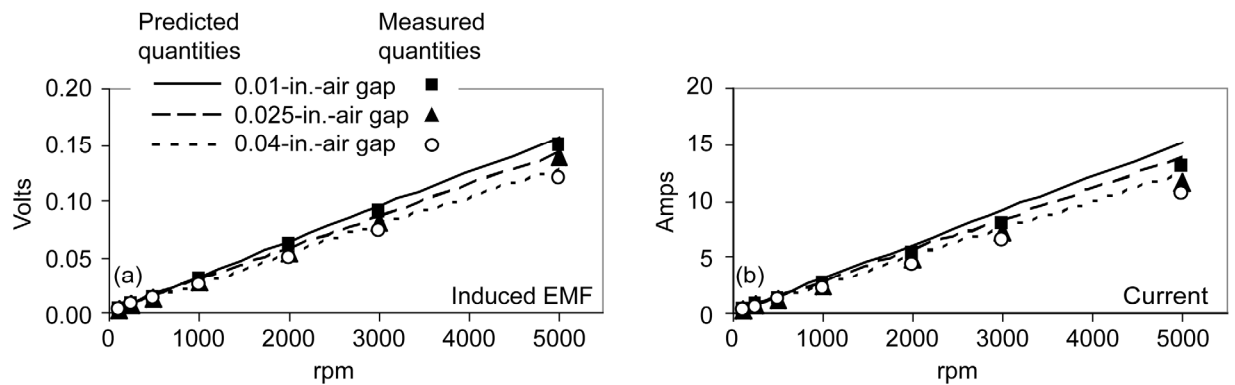 Predicted quantities
Measured quantities
0.01-in.-air gap
0.025-in.-air gap
0.04-in.-air gap
Volts
0.20
0.15
0.10
0.05
0.00
(a)
Induced EMF
0 1000 2000 3000 4000 5000
rpm
Amps
20
15
10
5
0
(b)
Current
0 1000 2000 3000 4000 5000
rpm